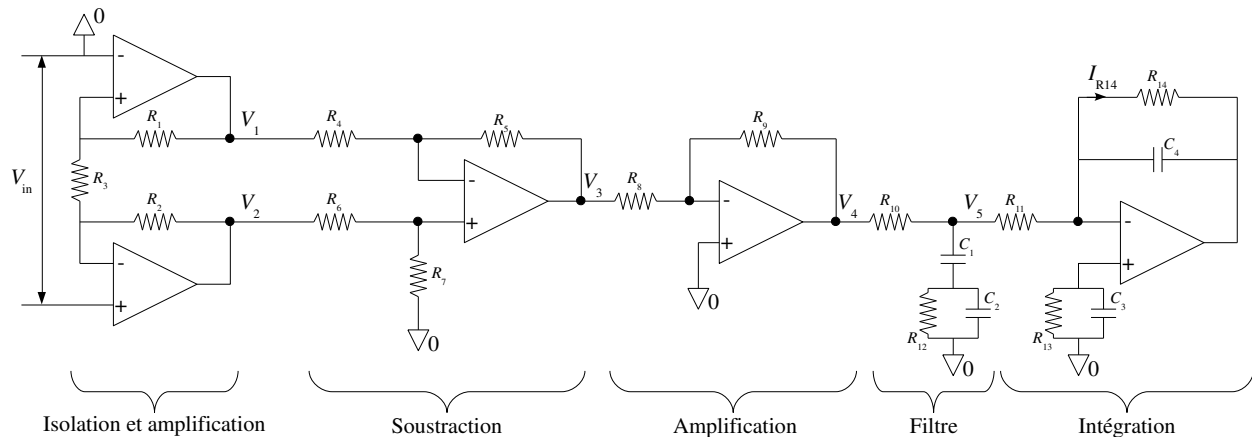 0
-
+
R1
V1
R4
R5
Vin
R3
R2
V2
R6
-
+
-
+
R7
0
V3
R8
R9
-
+
0
V4
R10
V5
R11
C1
R12
C2
0
IR14
R14
C4
-
+
R13
C3
0
Isolation et amplification
Soustraction
Amplification
Filtre
Intégration